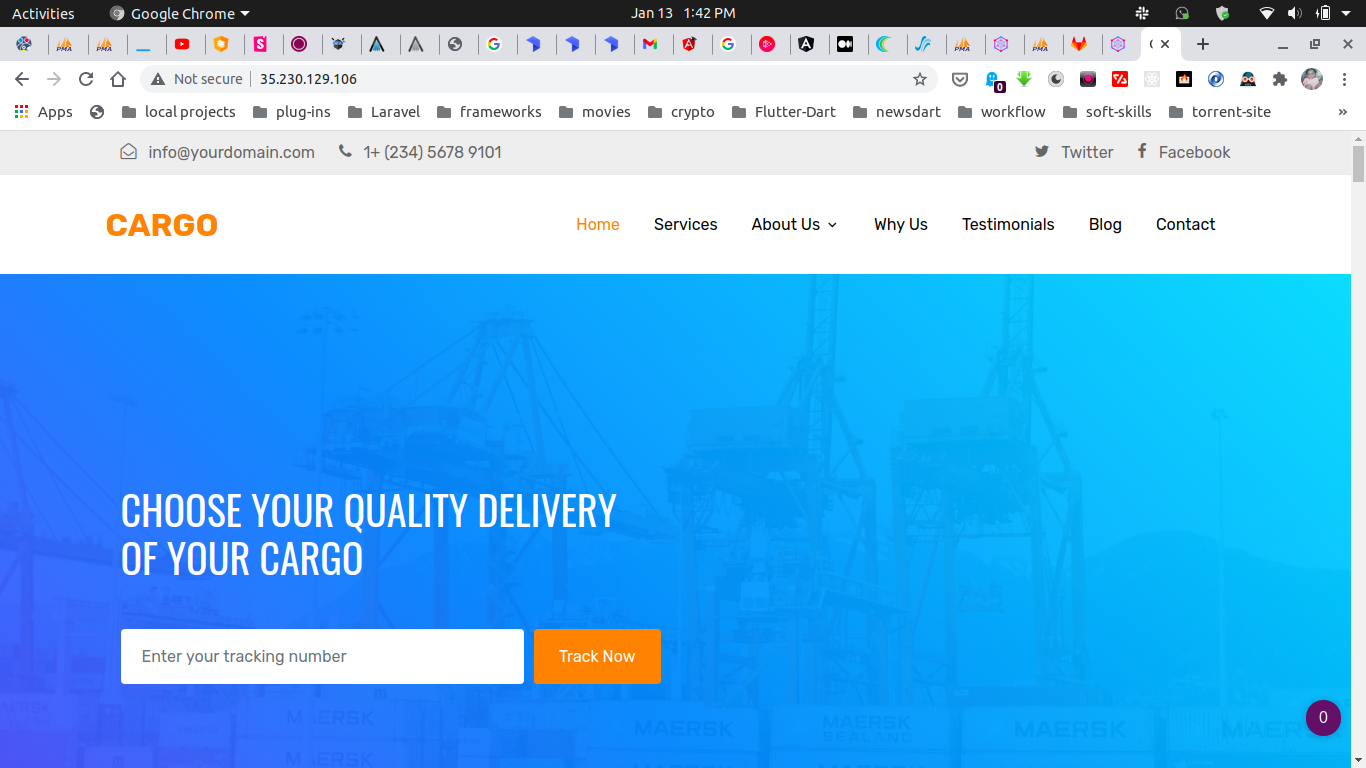 Activities Google Chrome Jan 13 1:42 PM
Not secure 35.230.129.106 0
Apps local projects plug-ins Laravel frameworks movies crypto Flutter-Dart newsdart workflow soft-skills torrent-site »
info@yourdomain.com 1+ (234) 5678 9101 Twitter Facebook
CARGO Home Services About Us Why Us Testimonials Blog Contact
CHOOSE YOUR QUALITY DELIVERY
OF YOUR CARGO
Enter your tracking number Track Now
MAERSK MAERSK MAERSK MAERSK
SEALAND
0